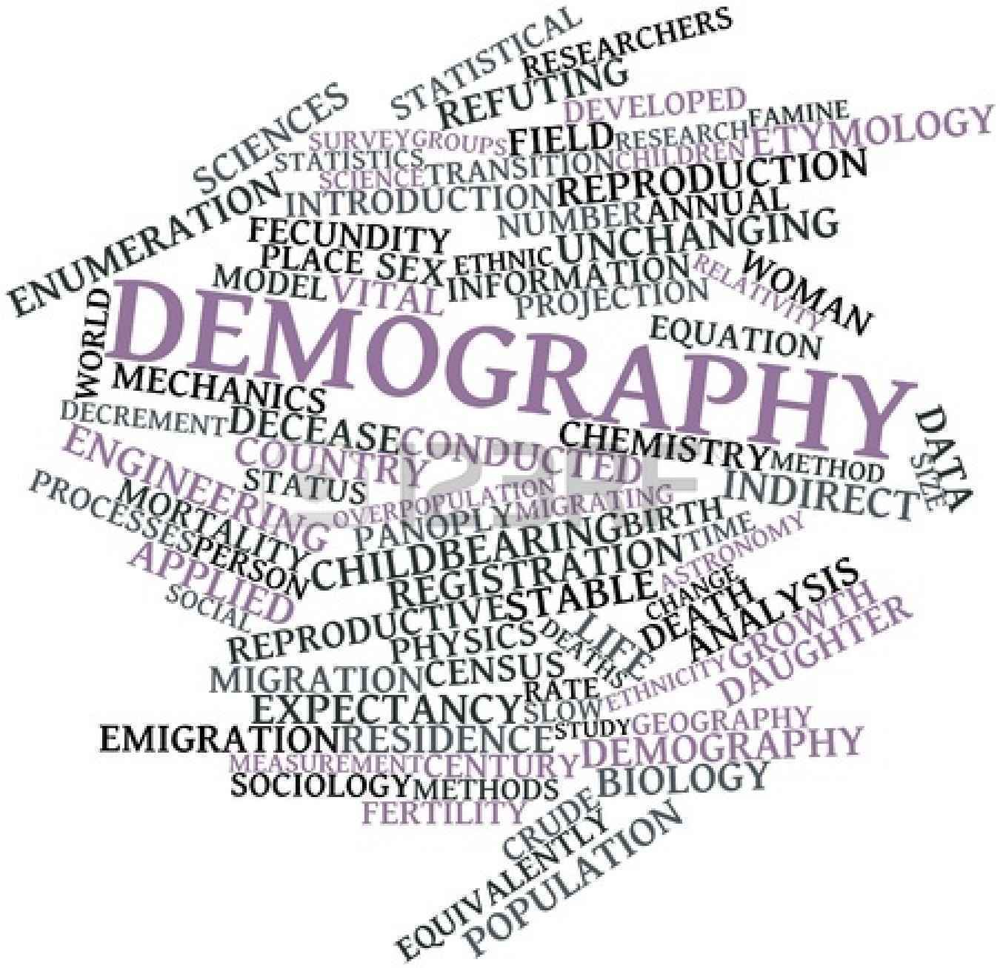 STATISTICAL
RESEARCHERS
REFUTING
SCIENCES
DEVELOPED
FAMINE
SURVEY GROUPS FIELD RESEARCH ETYMOLOGY
STATISTICS TRANSITION CHILDREN
SCIENCE
ENUMERATION
INTRODUCTION REPRODUCTION
NUMBER ANNUAL
FECUNDITY
UNCHANGING
PLACE SEX ETHNIC
WOMAN
RELATIVITY
MODEL VITAL INFORMATION
PROJECTION
WORLD
DEMOGRAPHY
EQUATION
MECHANICS
DATA
SIZE
DECREMENT DECEASE CONDUCTED CHEMISTRY METHOD
ENGINEERING
COUNTRY
STATUS
INDIRECT
PROCESSES
MORTALITY
OVERPOPULATION
PANOPLY MIGRATING
CHILDBEARING BIRTH
PERSON
APPLIED
REGISTRATION TIME
ASTRONOMY
SOCIAL
REPRODUCTIVE STABLE
CHANGE
DEATH
ANALYSIS
PHYSICS
DEATHS
LIFE
GROWTH
DAUGHTER
MIGRATION CENSUS
RATE
ETHNICITY
EXPECTANCY SLOW
EMIGRATION RESIDENCE STUDY GEOGRAPHY
MEASUREMENT CENTURY DEMOGRAPHY
SOCIOLOGY METHODS BIOLOGY
FERTILITY
CRUDE
EQUIVALENTLY
POPULATION